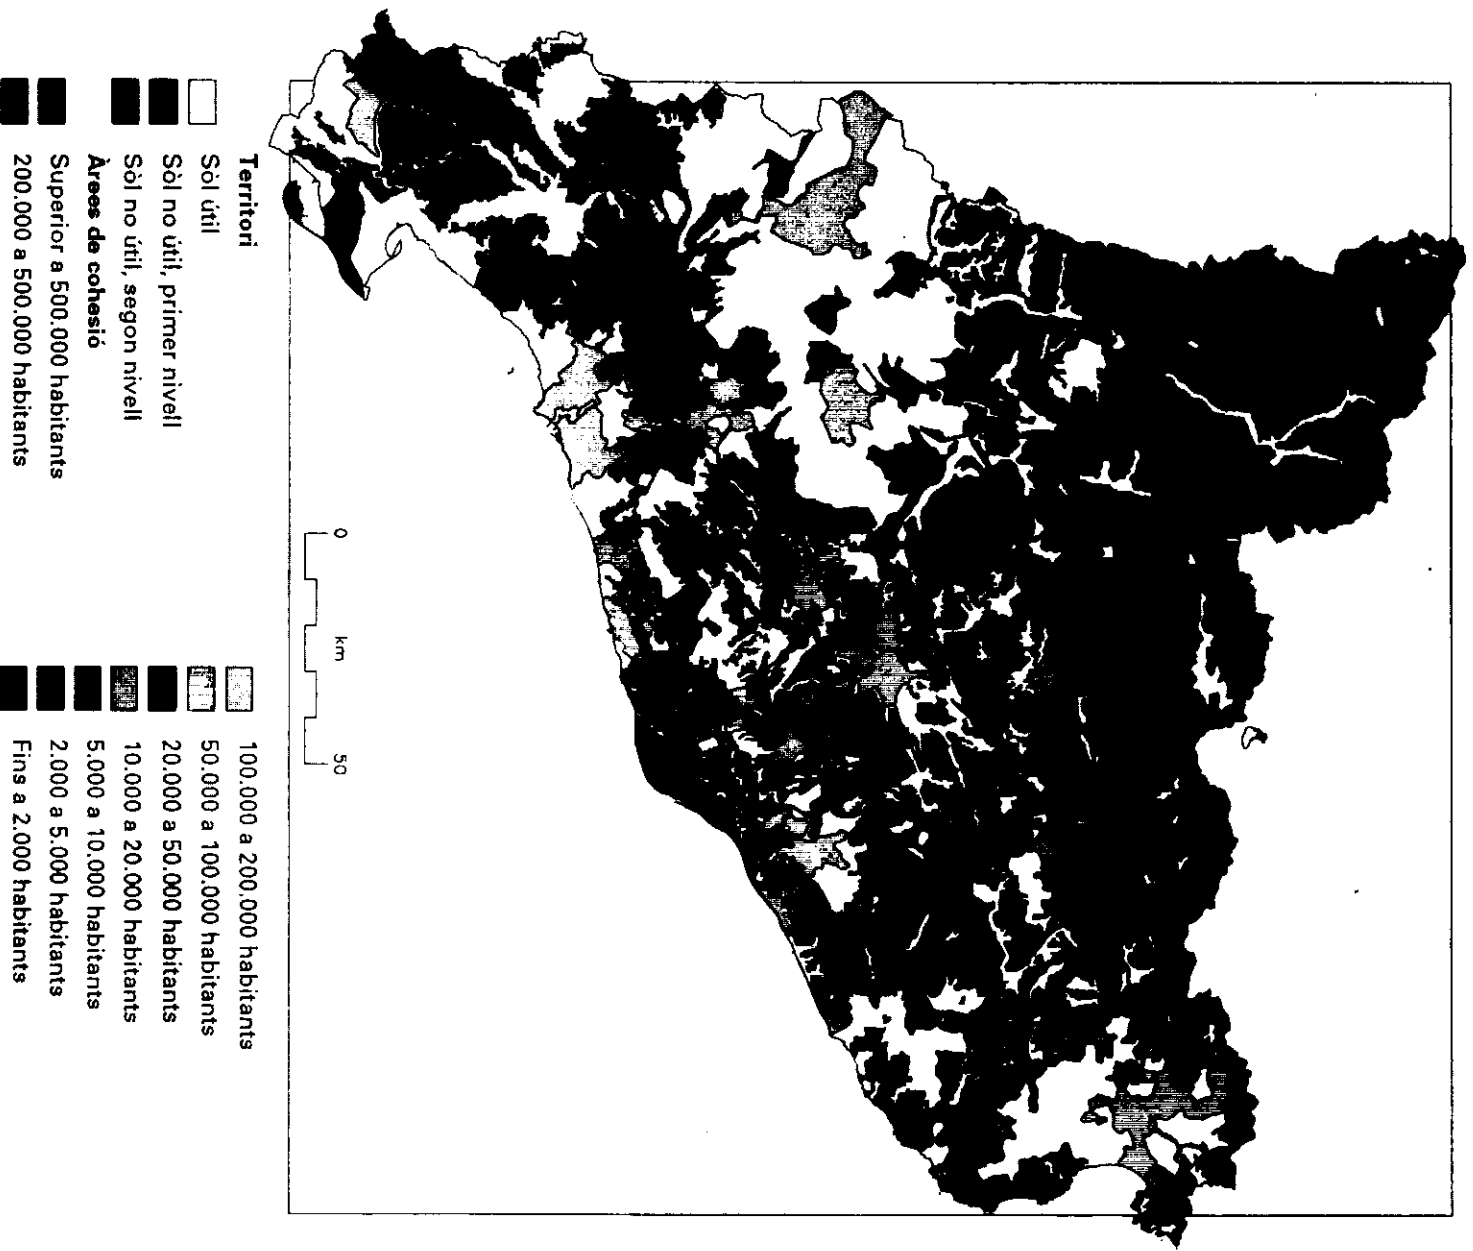 Territori
Sòl útil
Sòl no útil, primer nivell
Sòl no útil, segon nivell
Àrees de cohesió
Superior a 500.000 habitants
200.000 a 500.000 habitants
100.000 a 200.000 habitants
50.000 a 100.000 habitants
20.000 a 50.000 habitants
10.000 a 20.000 habitants
5.000 a 10.000 habitants
2.000 a 5.000 habitants
Fins a 2.000 habitants
0 km 50